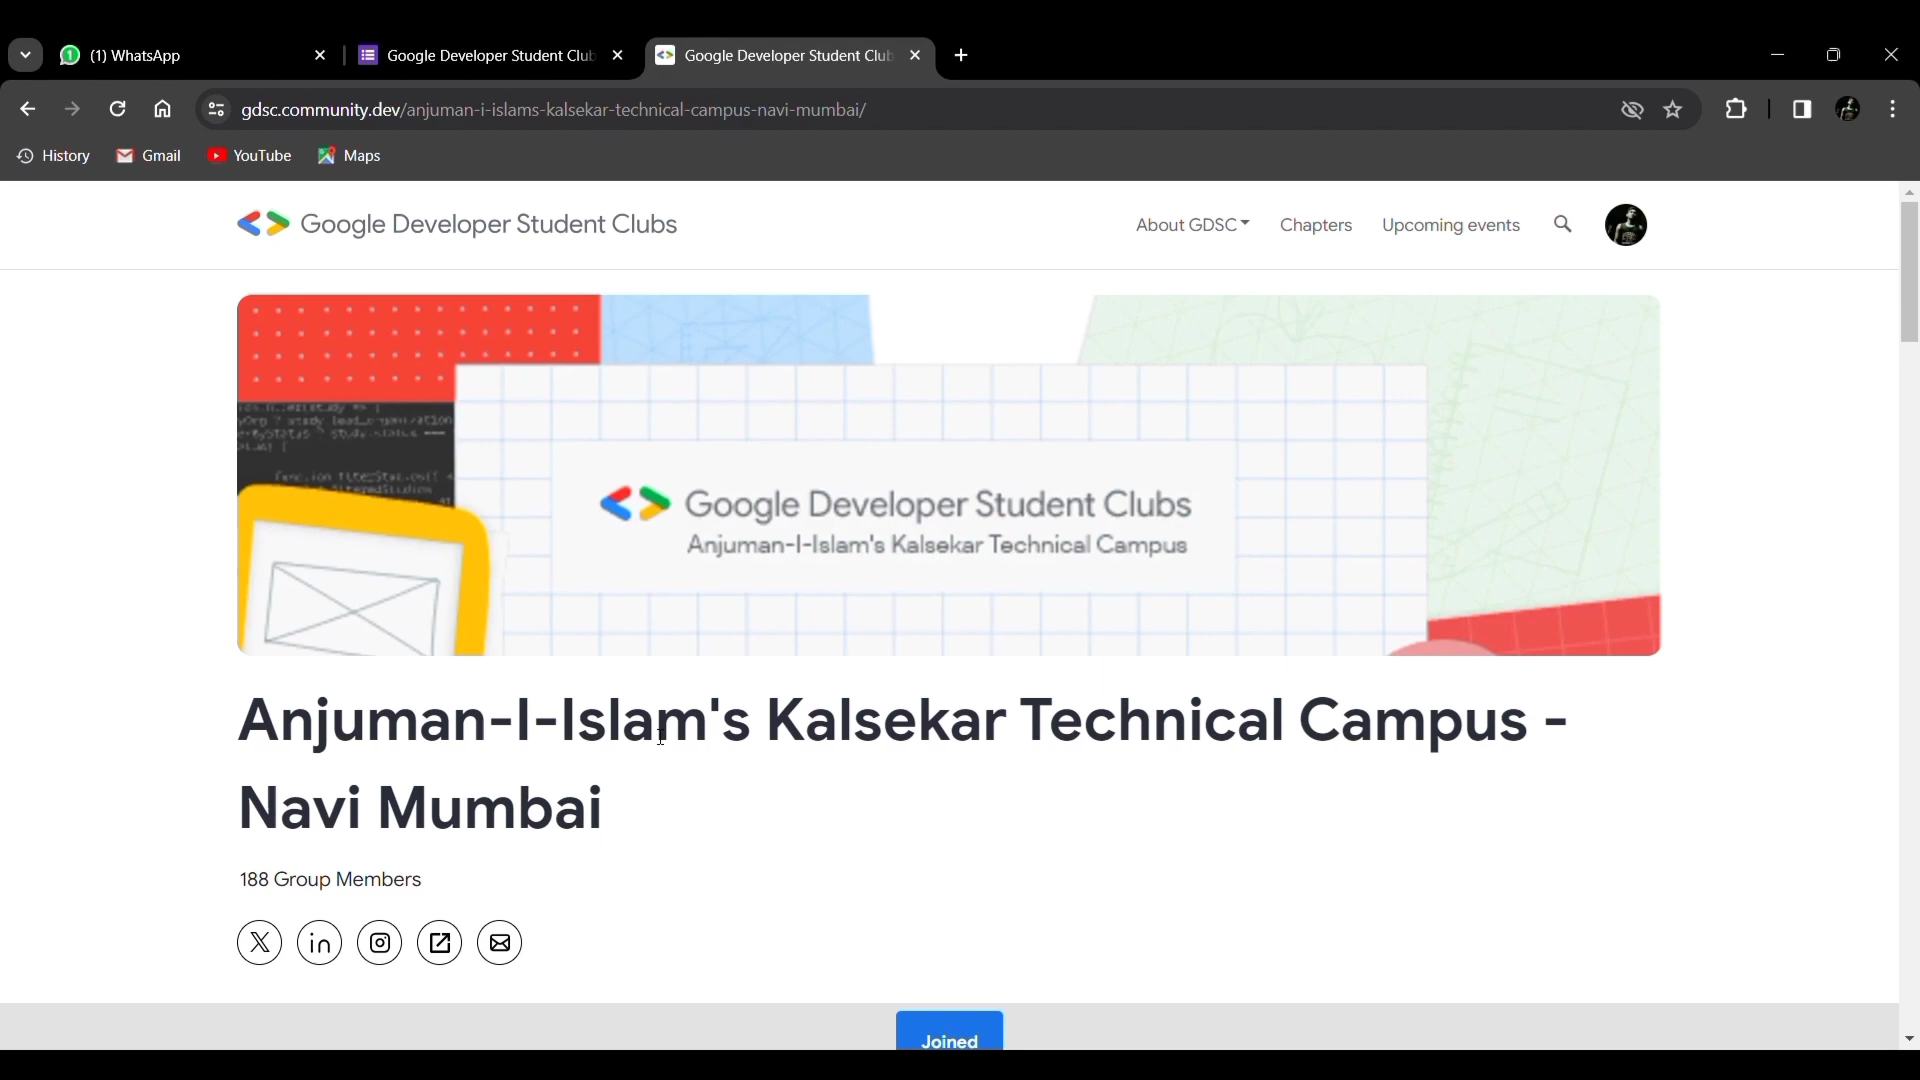 (1) WhatsApp
Google Developer Student Clu
Google Developer Student Club
gdsc.community.dev/anjuman-i-islams-kalsekar-technical-campus-navi-mumbai/
History Gmail YouTube Maps
Google Developer Student Clubs
About GDSC Chapters Upcoming events
Google Developer Student Clubs
Anjuman-I-Islam's Kalsekar Technical Campus
Anjuman-I-Islam's Kalsekar Technical Campus -
Navi Mumbai
188 Group Members
Joined